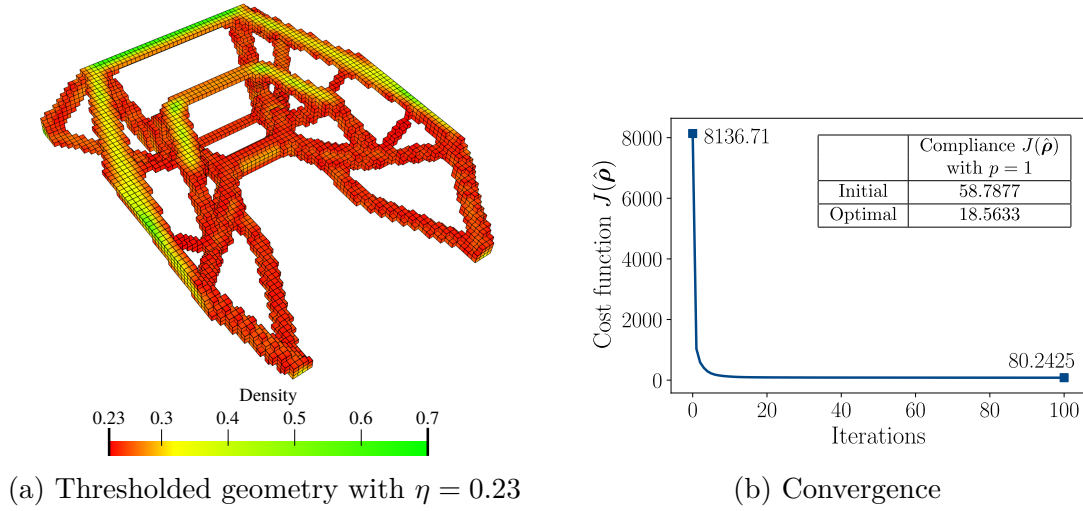 Density
0.23 0.3 0.4 0.5 0.6 0.7
(a) Thresholded geometry with η = 0.23
Cost function J(ρ̂)
8000
6000
4000
2000
0
8136.71
Compliance J(ρ̂)
with p = 1
Initial 58.7877
Optimal 18.5633
80.2425
0 20 40 60 80 100
Iterations
(b) Convergence